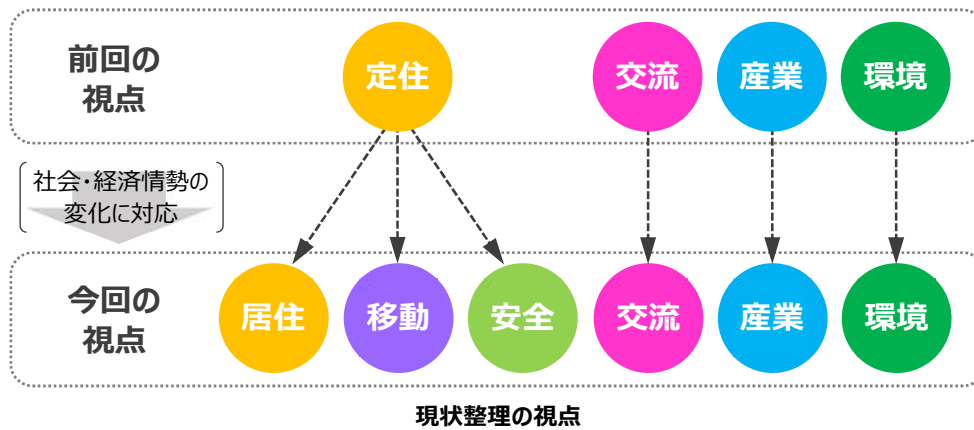 前回の
視点
定住
交流
産業
環境
社会・経済情勢の
変化に対応
今回の
視点
居住
移動
安全
交流
産業
環境
現状整理の視点